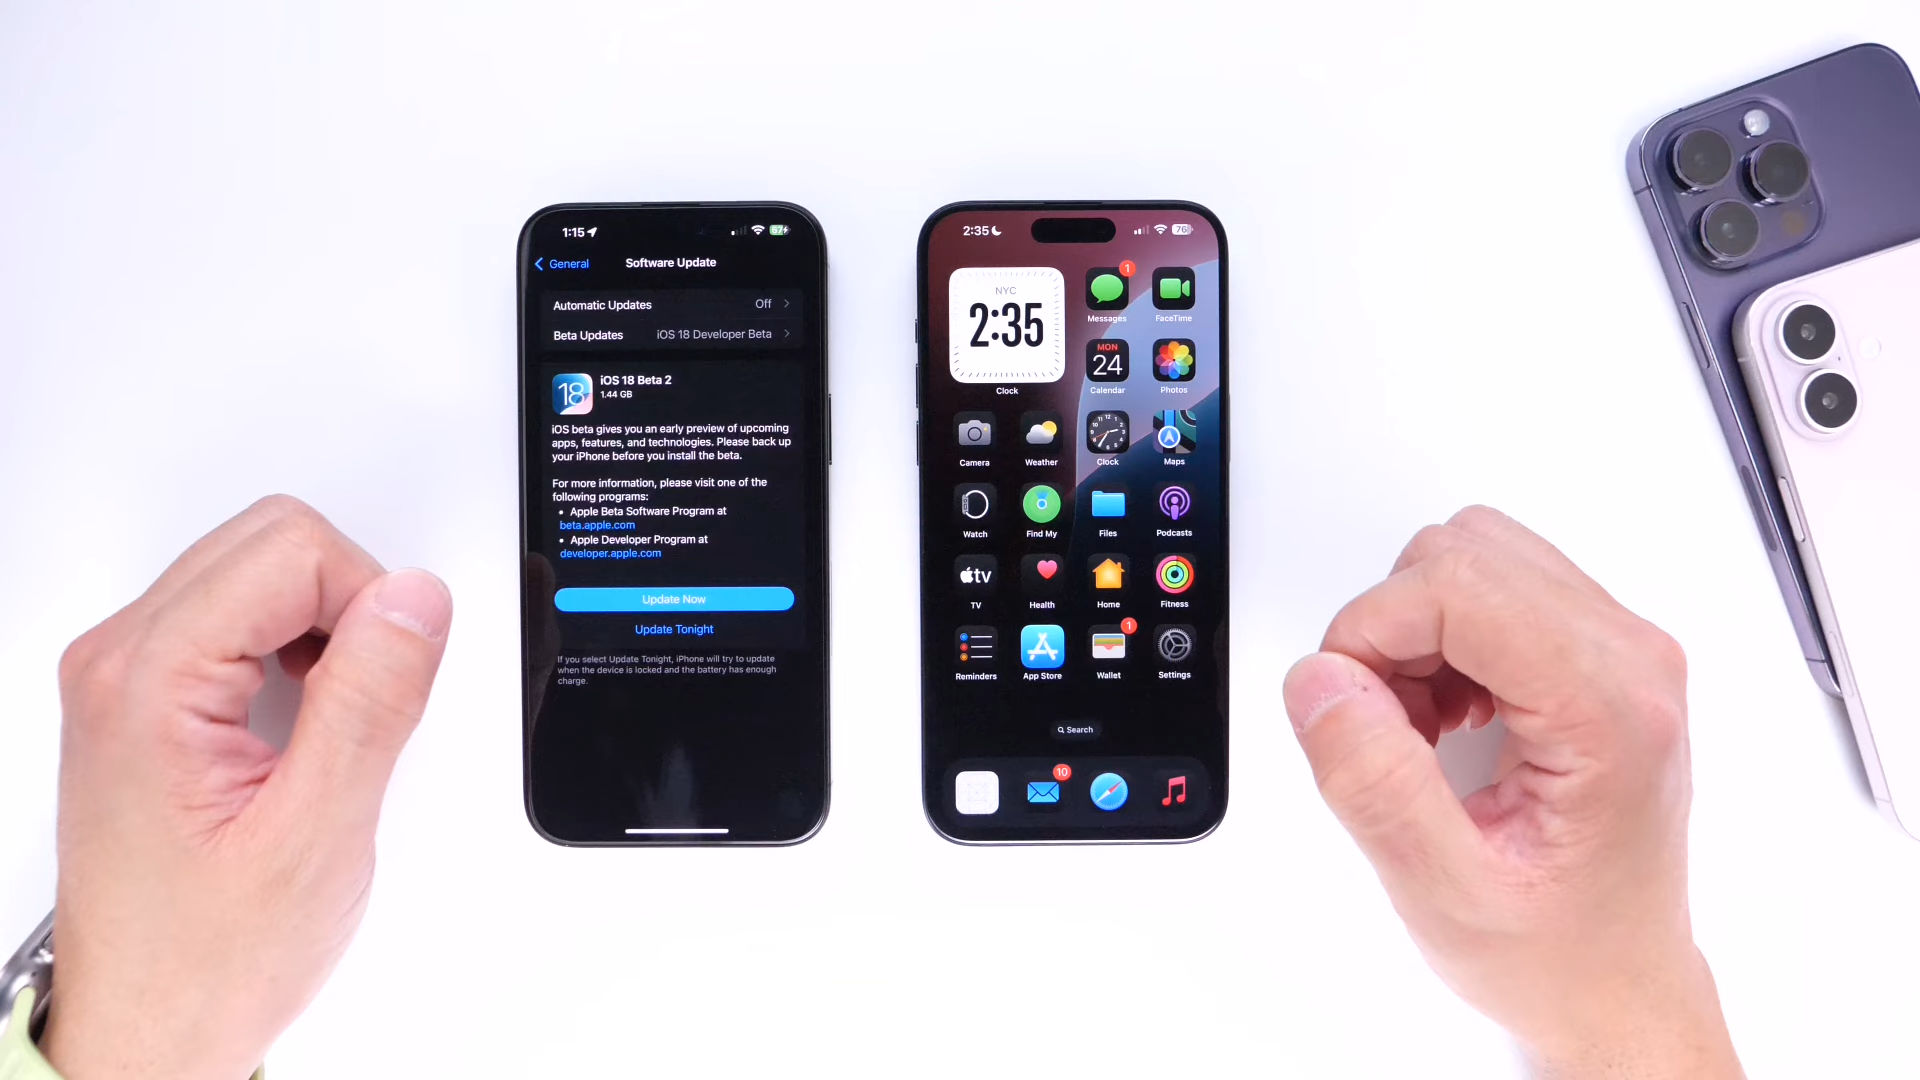 1:15
67
General
Software Update
Automatic Updates
Off
Beta Updates
iOS 18 Developer Beta
18
iOS 18 Beta 2
1.44 GB
iOS beta gives you an early preview of upcoming
apps, features, and technologies. Please back up
your iPhone before you install the beta.
For more information, please visit one of the
following programs:
• Apple Beta Software Program at
beta.apple.com
• Apple Developer Program at
developer.apple.com
Update Now
Update Tonight
If you select Update Tonight, iPhone will try to update
when the device is locked and the battery has enough
charge.
2:35
76
NYC
2:35
Clock
1
Messages
FaceTime
MON
24
Calendar
Photos
Camera
Weather
Clock
Maps
Watch
Find My
Files
Podcasts
tv
TV
Health
Home
Fitness
1
Reminders
App Store
Wallet
Settings
Search
10